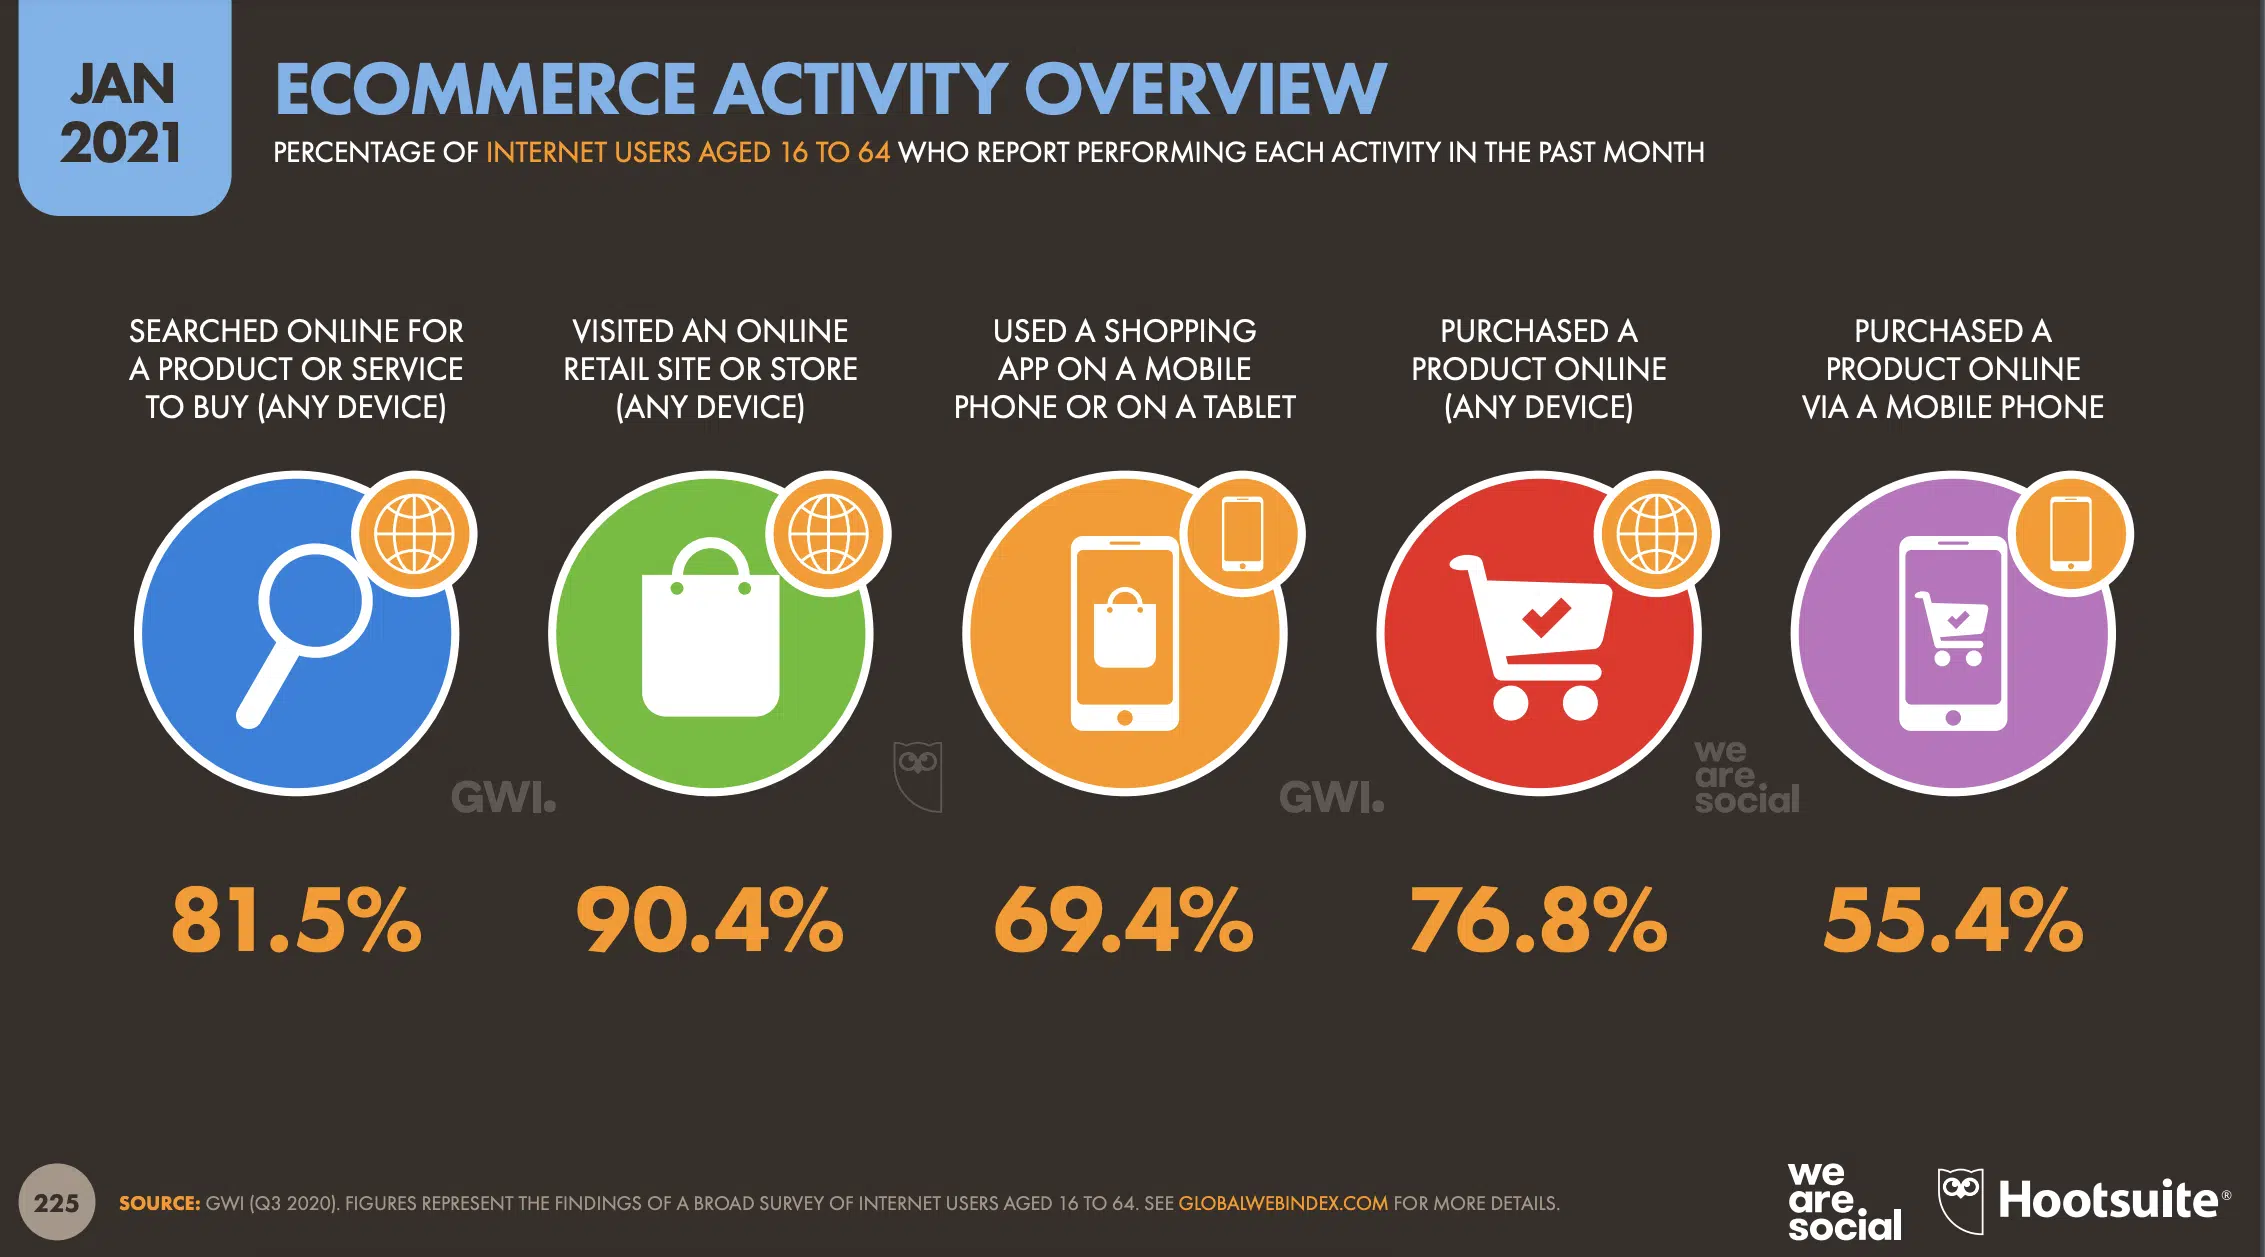 JAN
2021
ECOMMERCE ACTIVITY OVERVIEW
PERCENTAGE OF INTERNET USERS AGED 16 TO 64 WHO REPORT PERFORMING EACH ACTIVITY IN THE PAST MONTH
SEARCHED ONLINE FOR
A PRODUCT OR SERVICE
TO BUY (ANY DEVICE)
VISITED AN ONLINE
RETAIL SITE OR STORE
(ANY DEVICE)
USED A SHOPPING
APP ON A MOBILE
PHONE OR ON A TABLET
PURCHASED A
PRODUCT ONLINE
(ANY DEVICE)
PURCHASED A
PRODUCT ONLINE
VIA A MOBILE PHONE
GWI.
GWI.
we
are.
social
81.5%
90.4%
69.4%
76.8%
55.4%
225
SOURCE: GWI (Q3 2020). FIGURES REPRESENT THE FINDINGS OF A BROAD SURVEY OF INTERNET USERS AGED 16 TO 64. SEE GLOBALWEBINDEX.COM FOR MORE DETAILS.
we
are.
social
Hootsuite®